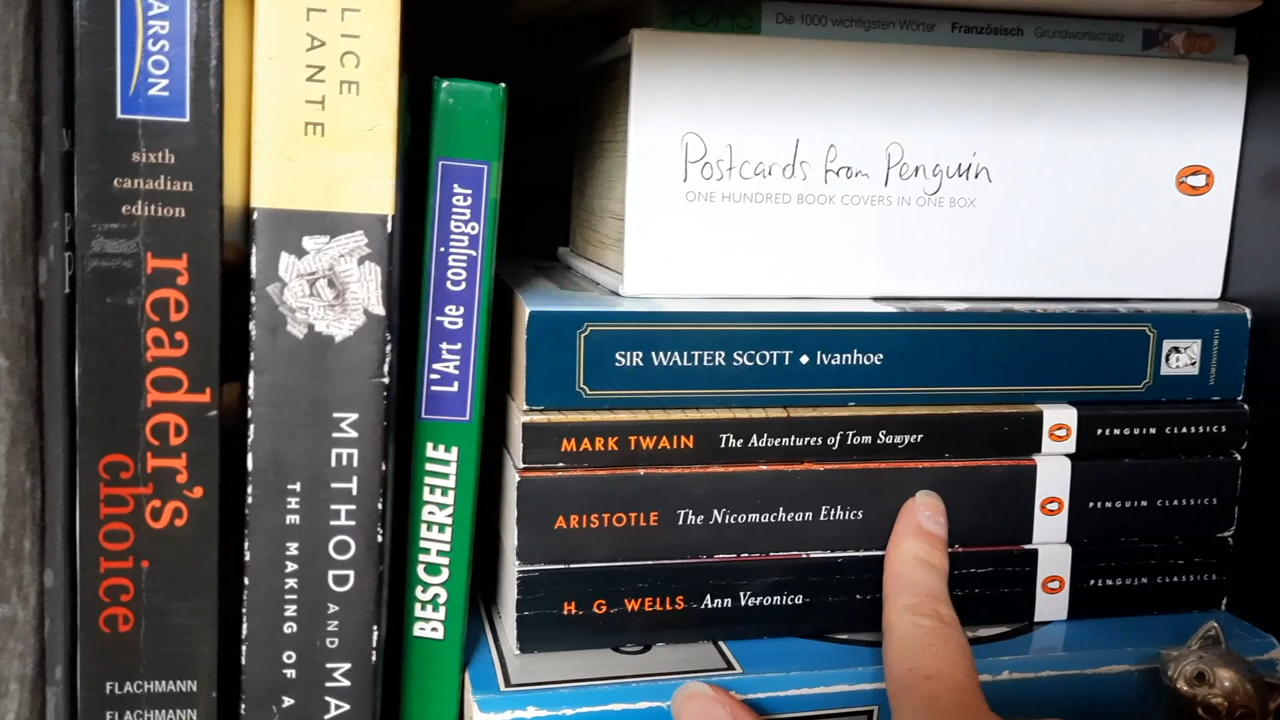 ARSON
sixth
canadian
edition
reader's
choice
FLACHMANN
FLACHMANN
LICE
LANTE
METHOD AND MA
THE MAKING OF A
L'Art de conjuguer
BESCHERELLE
PONS
Die 1000 wichtigsten Wörter Französisch Grundwortschatz
Postcards from Penguin
ONE HUNDRED BOOK COVERS IN ONE BOX
SIR WALTER SCOTT ◆ Ivanhoe
WORDSWORTH
MARK TWAIN The Adventures of Tom Sawyer PENGUIN CLASSICS
ARISTOTLE The Nicomachean Ethics PENGUIN CLASSICS
H. G. WELLS Ann Veronica PENGUIN CLASSICS